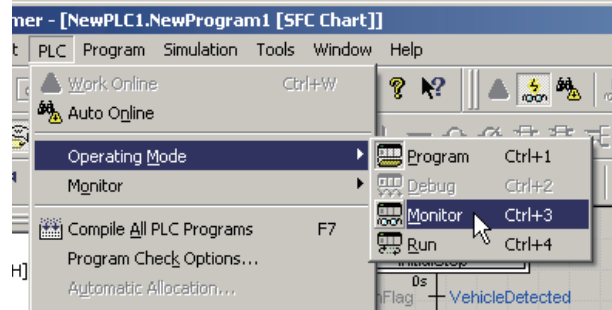 mer - [NewPLC1.NewProgram1 [SFC Chart]]
t PLC Program Simulation Tools Window Help
Work Online Ctrl+W
Auto Online
Operating Mode
Program Ctrl+1
Monitor
Debug Ctrl+2
Monitor Ctrl+3
Compile All PLC Programs F7
Run Ctrl+4
Program Check Options...
H]
0s
Automatic Allocation...
nFlag VehicleDetected